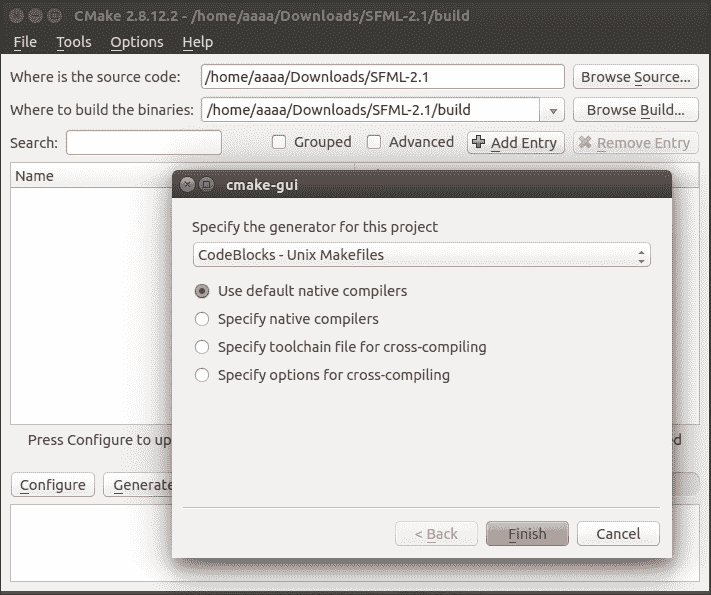 CMake 2.8.12.2 - /home/aaaa/Downloads/SFML-2.1/build
File Tools Options Help
Where is the source code: /home/aaaa/Downloads/SFML-2.1 Browse Source...
Where to build the binaries: /home/aaaa/Downloads/SFML-2.1/build Browse Build...
Search: Grouped Advanced Add Entry Remove Entry
Name
cmake-gui
Specify the generator for this project
CodeBlocks - Unix Makefiles
Use default native compilers
Specify native compilers
Specify toolchain file for cross-compiling
Specify options for cross-compiling
Press Configure to up
Configure Generate
< Back Finish Cancel